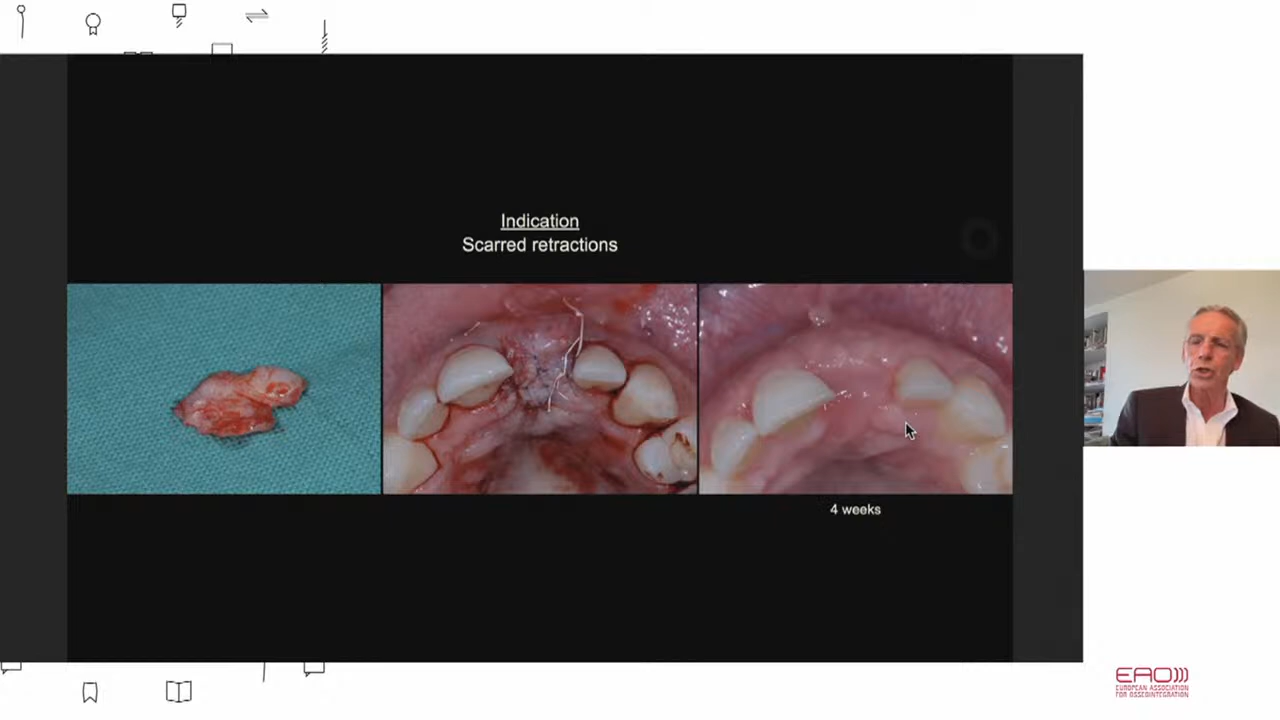 Indication
Scarred retractions
4 weeks
EAO
EUROPEAN ASSOCIATION
FOR OSSEOINTEGRATION